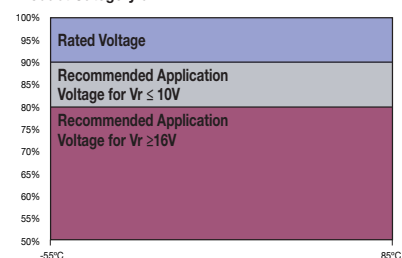 100%
95%
Rated Voltage
90%
Recommended Application
85%
Voltage for Vr ≤ 10V
80%
Recommended Application
75%
Voltage for Vr ≥16V
70%
65%
60%
55%
50%
-55ºC
85ºC